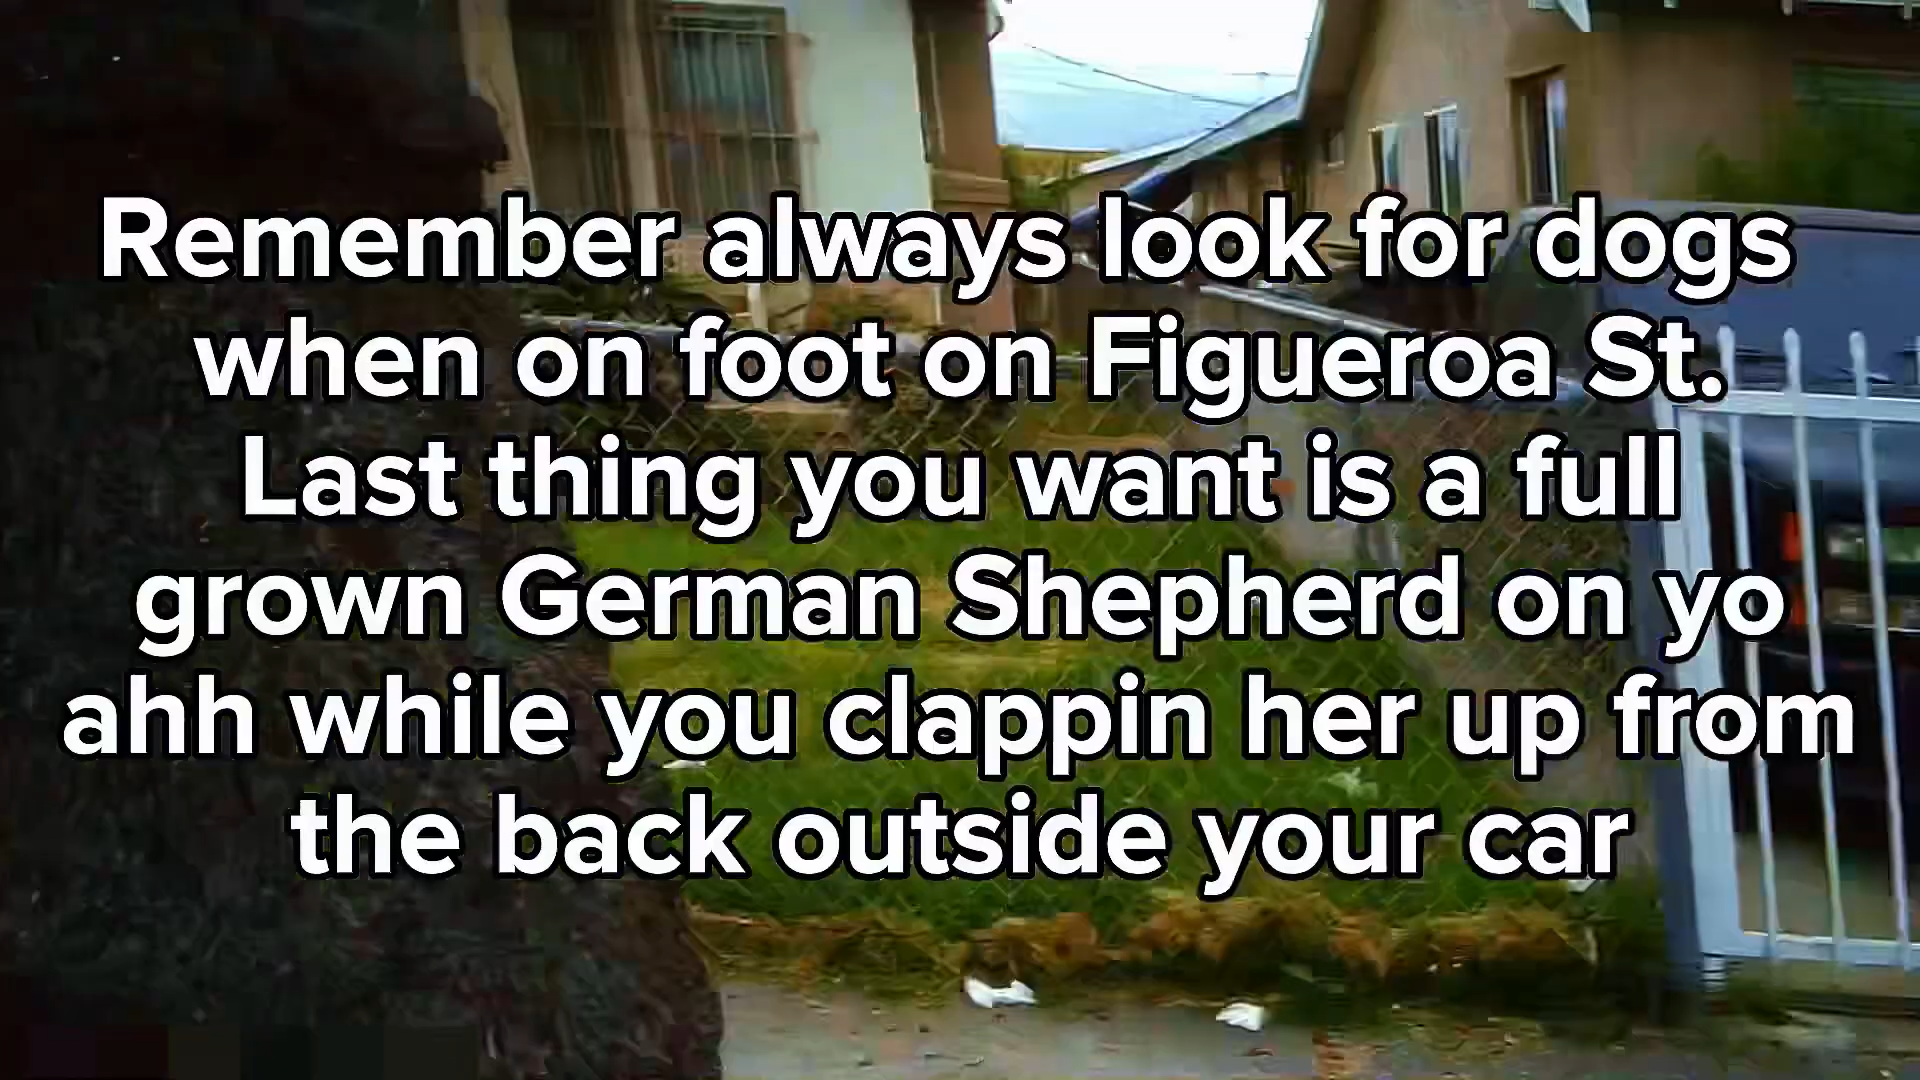 Remember always look for dogs
when on foot on Figueroa St.
Last thing you want is a full
grown German Shepherd on yo
ahh while you clappin her up from
the back outside your car